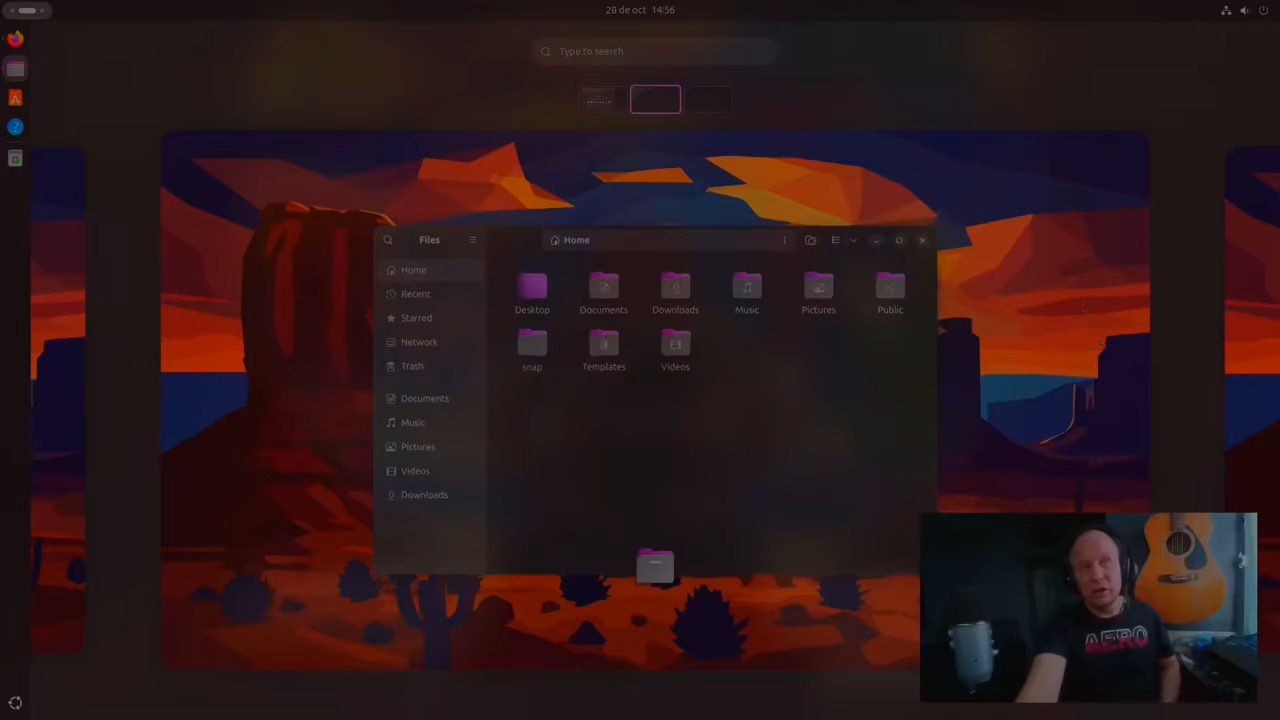 28 de oct 14:56
Type to search
Files
Home
Home
Recent
Starred
Network
Trash
Documents
Music
Pictures
Videos
Downloads
Desktop
Documents
Downloads
Music
Pictures
Public
snap
Templates
Videos
AERO